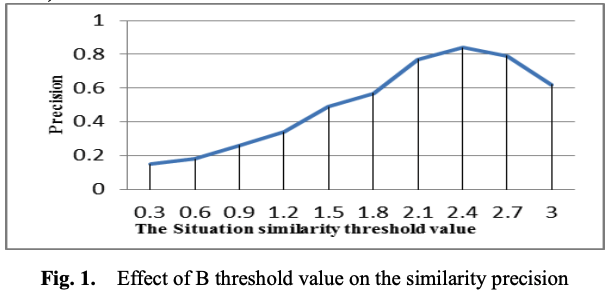 1
0.8
0.6
0.4
0.2
0
Precision
0.3 0.6 0.9 1.2 1.5 1.8 2.1 2.4 2.7 3
The Situation similarity threshold value
Fig. 1. Effect of B threshold value on the similarity precision